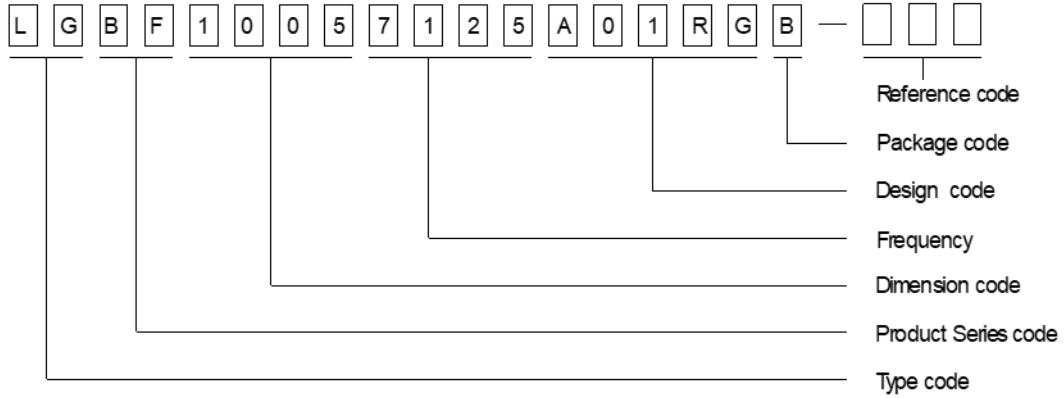 L G B F 1 0 0 5 7 1 2 5 A 0 1 R G B —
Reference code
Package code
Design code
Frequency
Dimension code
Product Series code
Type code